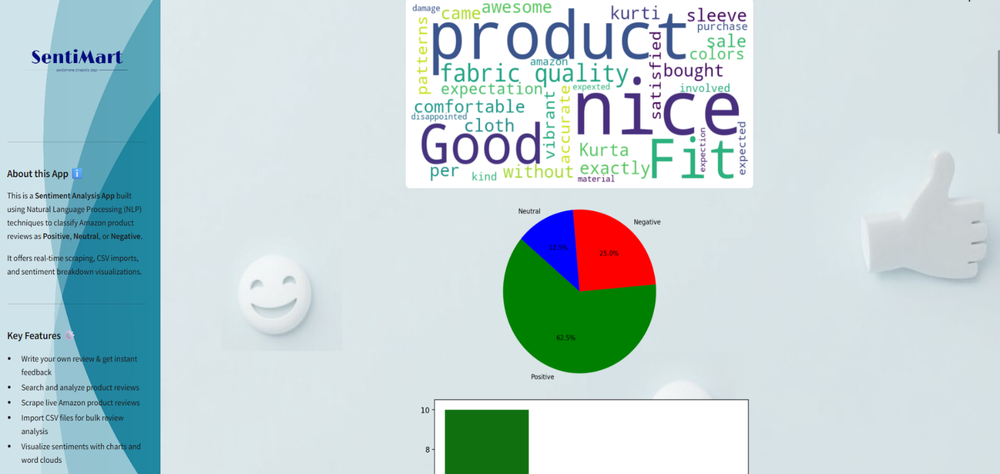 SentiMart
sentiment analysis app
About this App
This is a Sentiment Analysis App built
using Natural Language Processing (NLP)
techniques to classify Amazon product
reviews as Positive, Neutral, or Negative.
It offers real-time scraping, CSV imports,
and sentiment breakdown visualizations.
Key Features
• Write your own review & get instant
feedback
• Search and analyze product reviews
• Scrape live Amazon product reviews
• Import CSV files for bulk review
analysis
• Visualize sentiments with charts and
word clouds
damage
came
awesome
kurti
sleeve
purchase
patterns
product
satisfied
sale
colors
amazon
bought
fabric quality
expectation
expexted
involved
comfortable
vibrant
accurate
nice
disappointed
cloth
Good
Kurta
Fit
expection
expected
per
kind
without
exactly
material
Neutral
Negative
12.5%
25.0%
62.5%
Positive
10
8